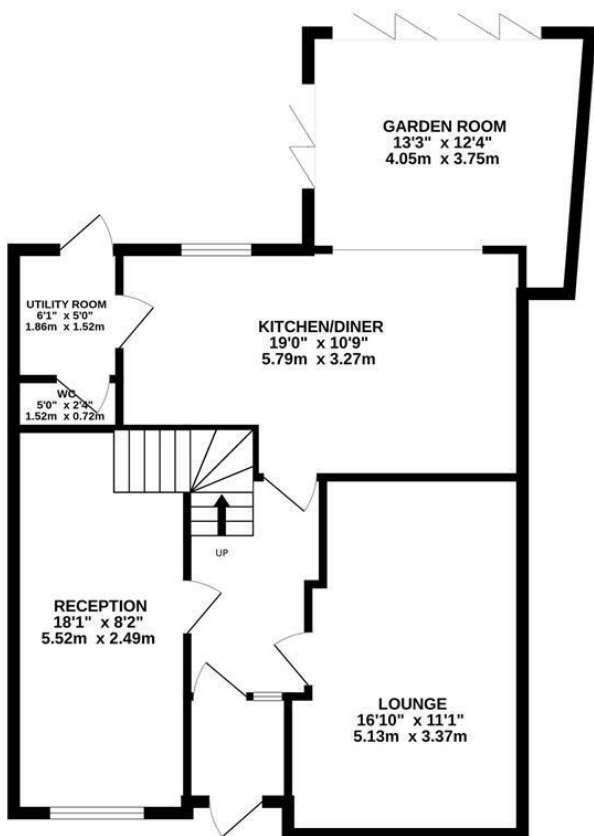 GARDEN ROOM
13'3" x 12'4"
4.05m x 3.75m
UTILITY ROOM
6'1" x 5'0"
1.86m x 1.52m
KITCHEN/DINER
19'0" x 10'9"
5.79m x 3.27m
WC
5'0" x 2'4"
1.52m x 0.72m
UP
RECEPTION
18'1" x 8'2"
5.52m x 2.49m
LOUNGE
16'10" x 11'1"
5.13m x 3.37m